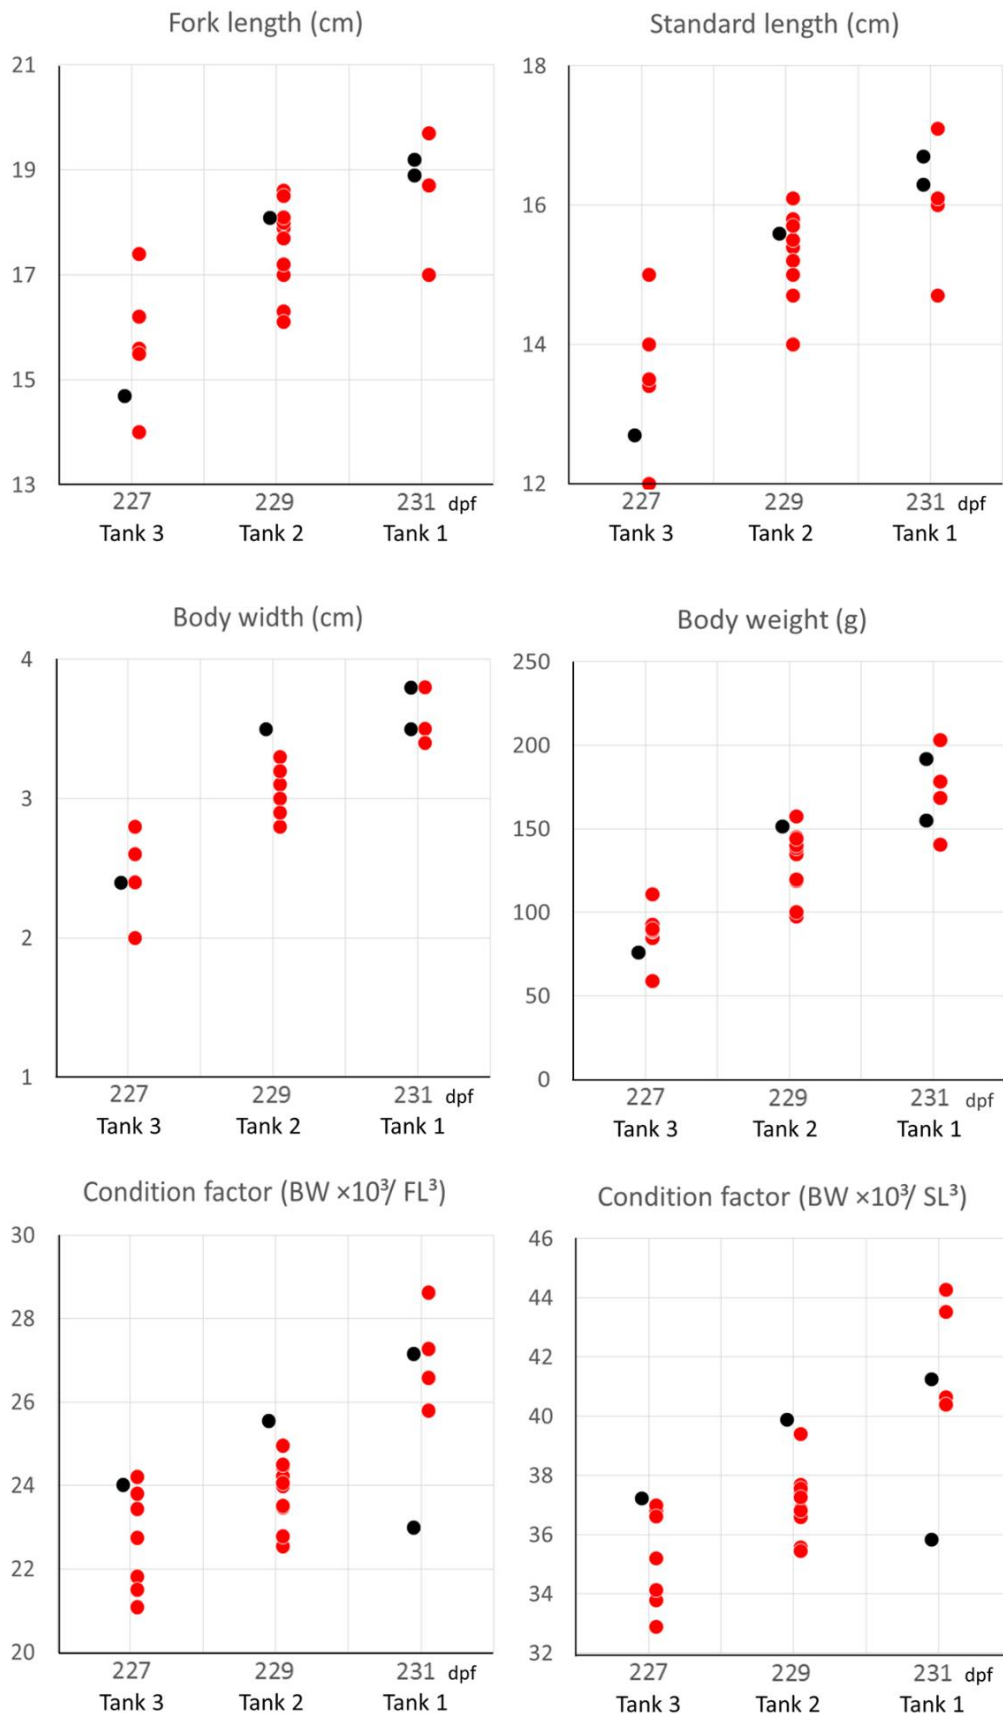 Fork length (cm)
21
19
17
15
13
227 229 231 dpf
Tank 3 Tank 2 Tank 1
Standard length (cm)
18
16
14
12
227 229 231 dpf
Tank 3 Tank 2 Tank 1
Body width (cm)
4
3
2
1
227 229 231 dpf
Tank 3 Tank 2 Tank 1
Body weight (g)
250
200
150
100
50
0
227 229 231 dpf
Tank 3 Tank 2 Tank 1
Condition factor (BW ×10³/ FL³)
30
28
26
24
22
20
227 229 231 dpf
Tank 3 Tank 2 Tank 1
Condition factor (BW ×10³/ SL³)
46
44
42
40
38
36
34
32
227 229 231 dpf
Tank 3 Tank 2 Tank 1